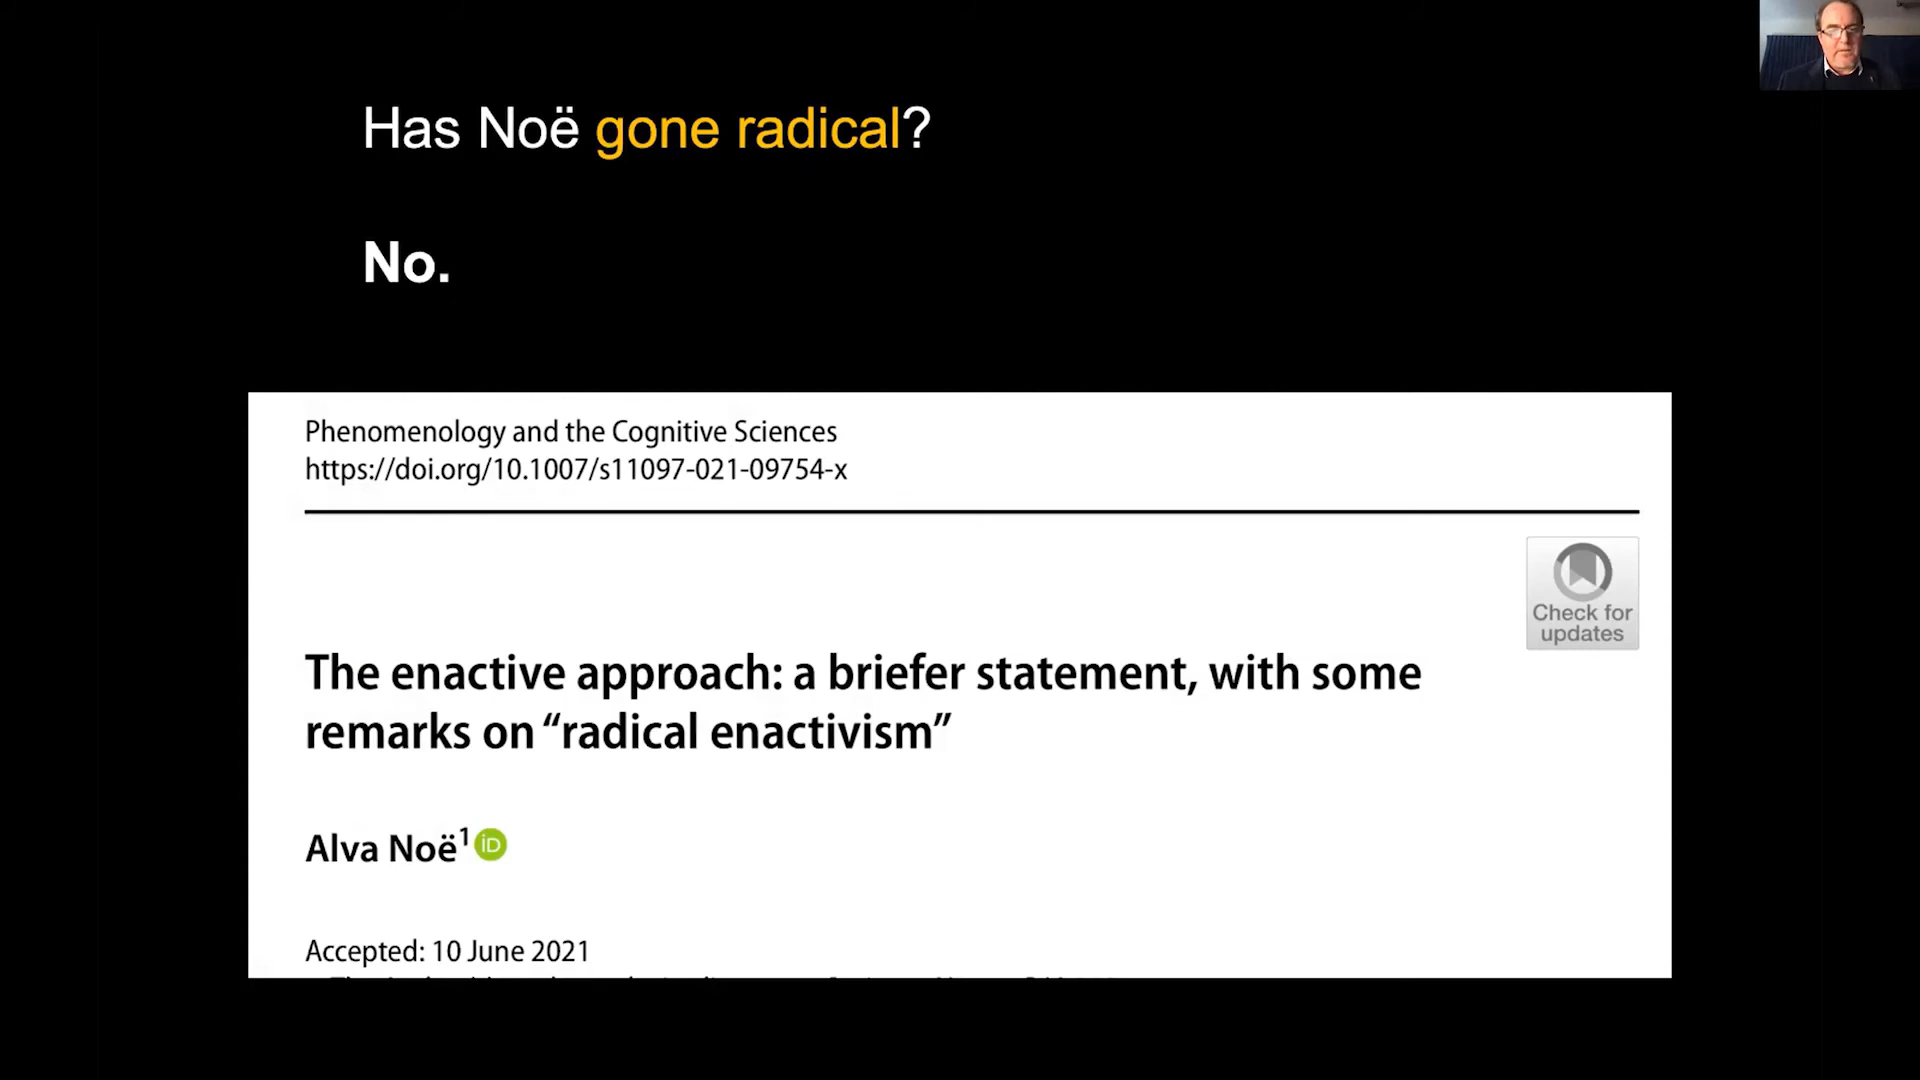 Has Noë gone radical?
No.
Phenomenology and the Cognitive Sciences
https://doi.org/10.1007/s11097-021-09754-x
Check for
updates
The enactive approach: a briefer statement, with some
remarks on “radical enactivism”
Alva Noë¹ iD
Accepted: 10 June 2021